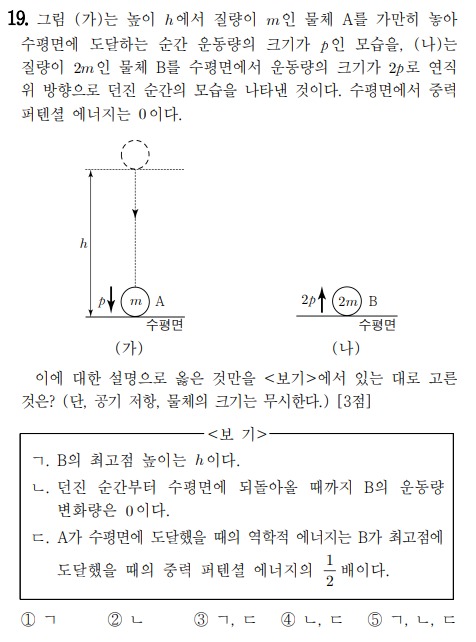 19. 그림 (가)는 높이 h에서 질량이 m인 물체 A를 가만히 놓아
수평면에 도달하는 순간 운동량의 크기가 p인 모습을, (나)는
질량이 2m인 물체 B를 수평면에서 운동량의 크기가 2p로 연직
위 방향으로 던진 순간의 모습을 나타낸 것이다. 수평면에서 중력
퍼텐셜 에너지는 0이다.
h
p m A
수평면
(가)
2p 2m B
수평면
(나)
이에 대한 설명으로 옳은 것만을 <보기>에서 있는 대로 고른
것은? (단, 공기 저항, 물체의 크기는 무시한다.) [3점]
<보 기>
ㄱ. B의 최고점 높이는 h이다.
ㄴ. 던진 순간부터 수평면에 되돌아올 때까지 B의 운동량
변화량은 0이다.
ㄷ. A가 수평면에 도달했을 때의 역학적 에너지는 B가 최고점에
도달했을 때의 중력 퍼텐셜 에너지의 1/2배이다.
① ㄱ ② ㄴ ③ ㄱ, ㄷ ④ ㄴ, ㄷ ⑤ ㄱ, ㄴ, ㄷ